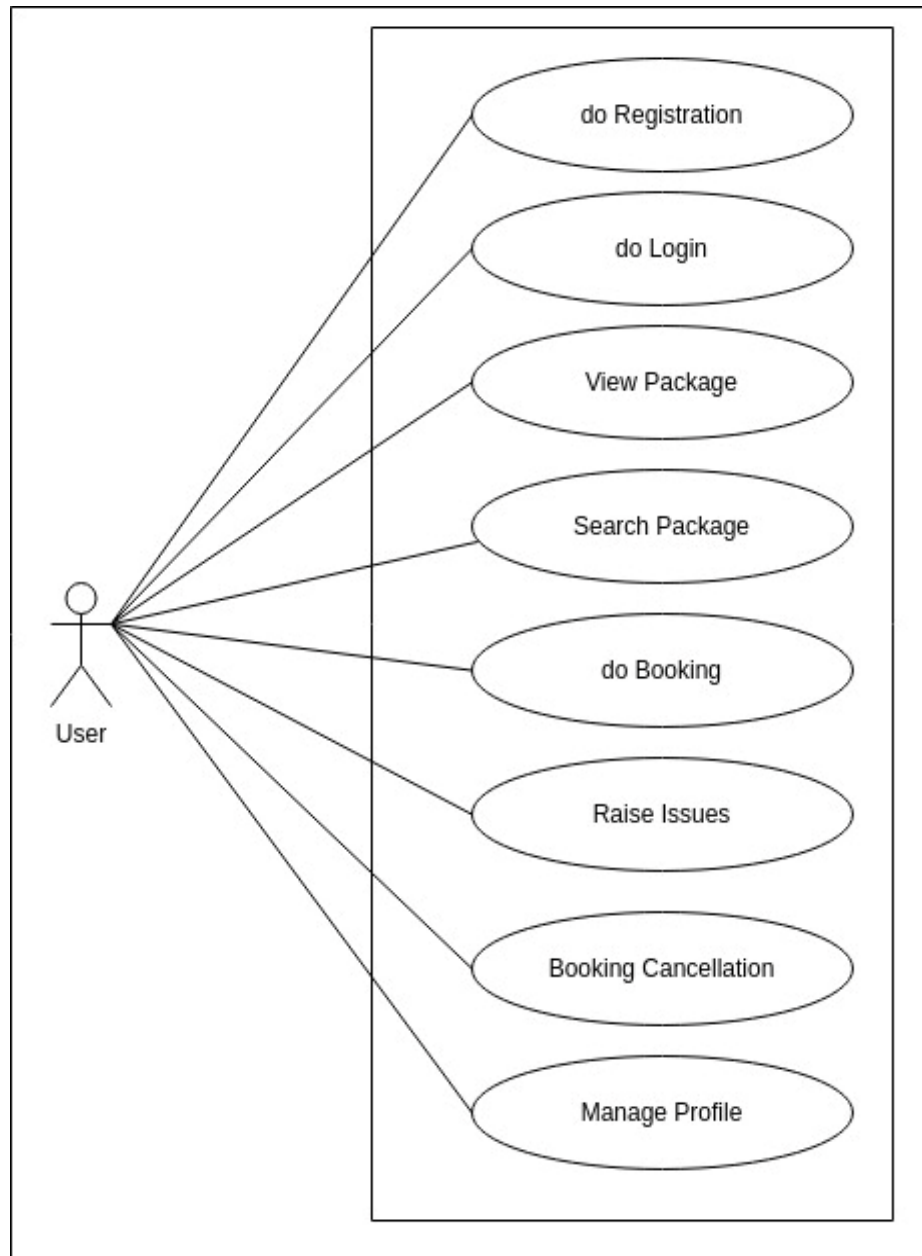 do Registration
do Login
View Package
Search Package
do Booking
User
Raise Issues
Booking Cancellation
Manage Profile